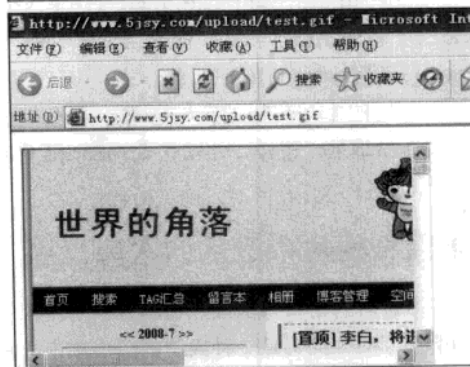 http://www.5jsy.com/upload/test.gif - Microsoft Int
文件(F) 编辑(E) 查看(V) 收藏(A) 工具(T) 帮助(H)
后退 搜索 收藏夹
地址(D) http://www.5jsy.com/upload/test.gif
世界的角落
首页 搜索 TAG汇总 留言本 相册 博客管理 空间
<< 2008-7 >>
[置顶] 李白，将进